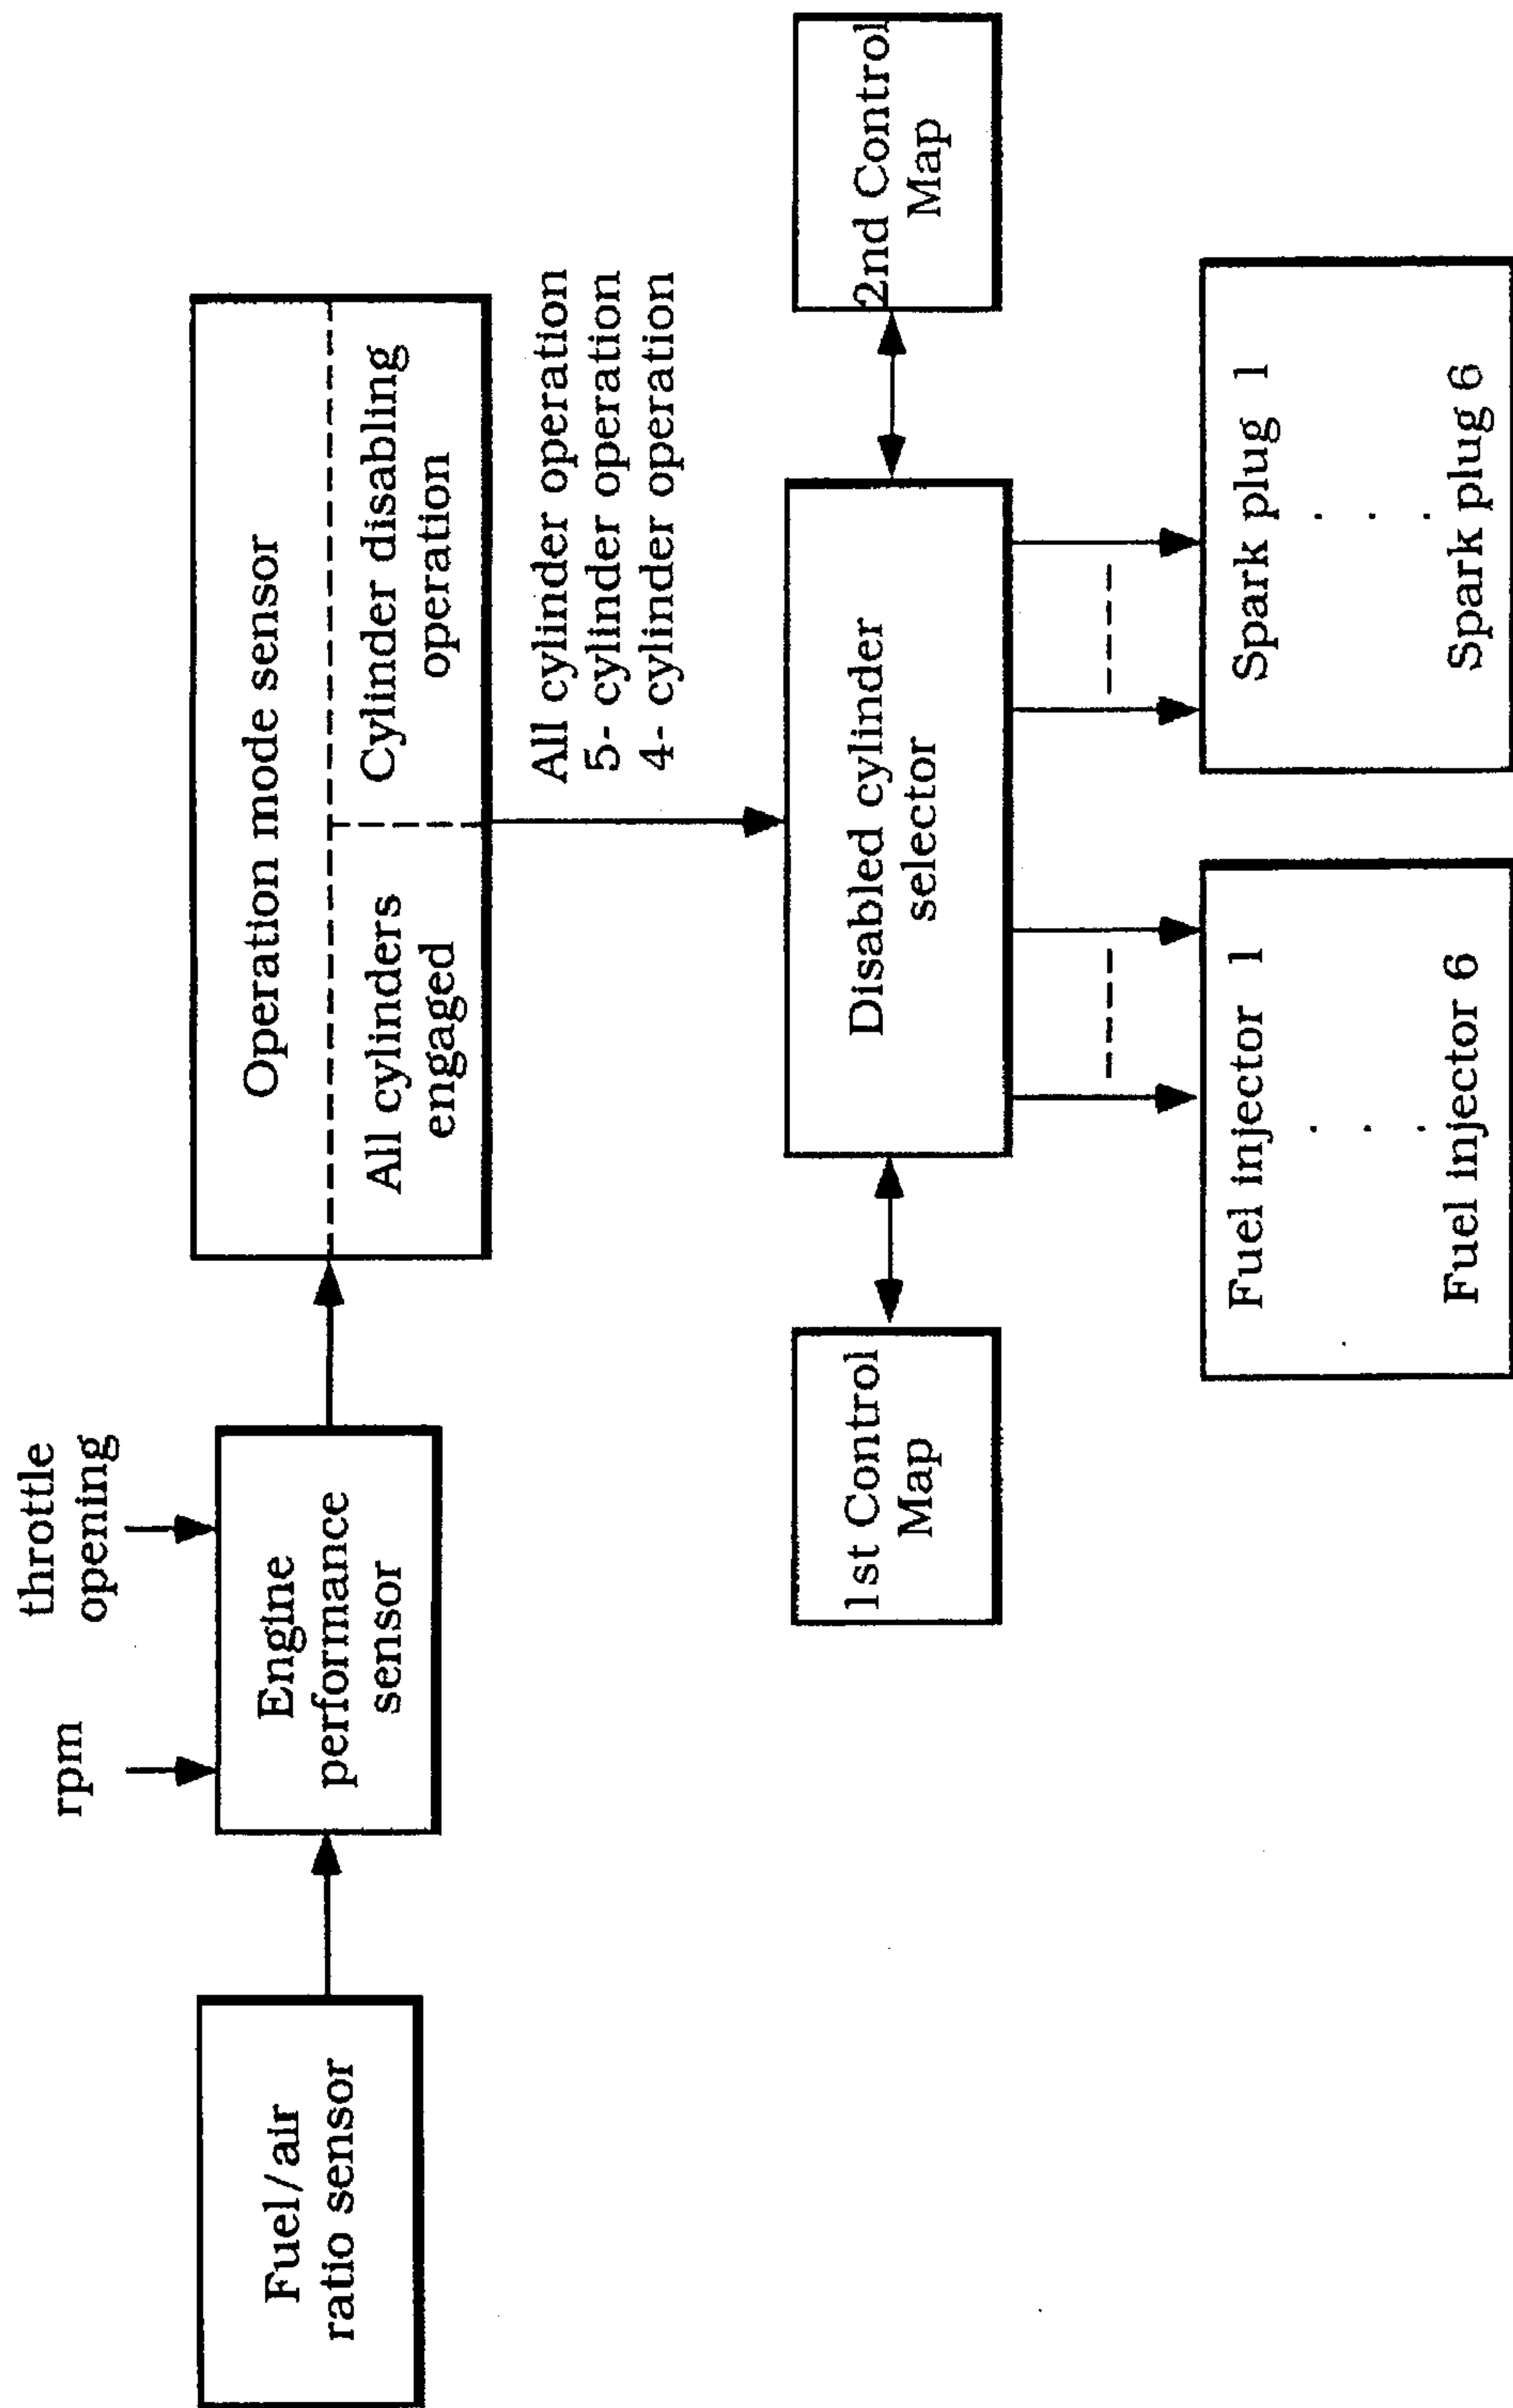 Fuel/air
ratio sensor
rpm
throttle
opening
Engine
performance
sensor
Operation mode sensor
All cylinders
engaged
Cylinder disabling
operation
All cylinder operation
5- cylinder operation
4- cylinder operation
1st Control
Map
Disabled cylinder
selector
2nd Control
Map
Fuel injector 1
Fuel injector 6
Spark plug 1
Spark plug 6